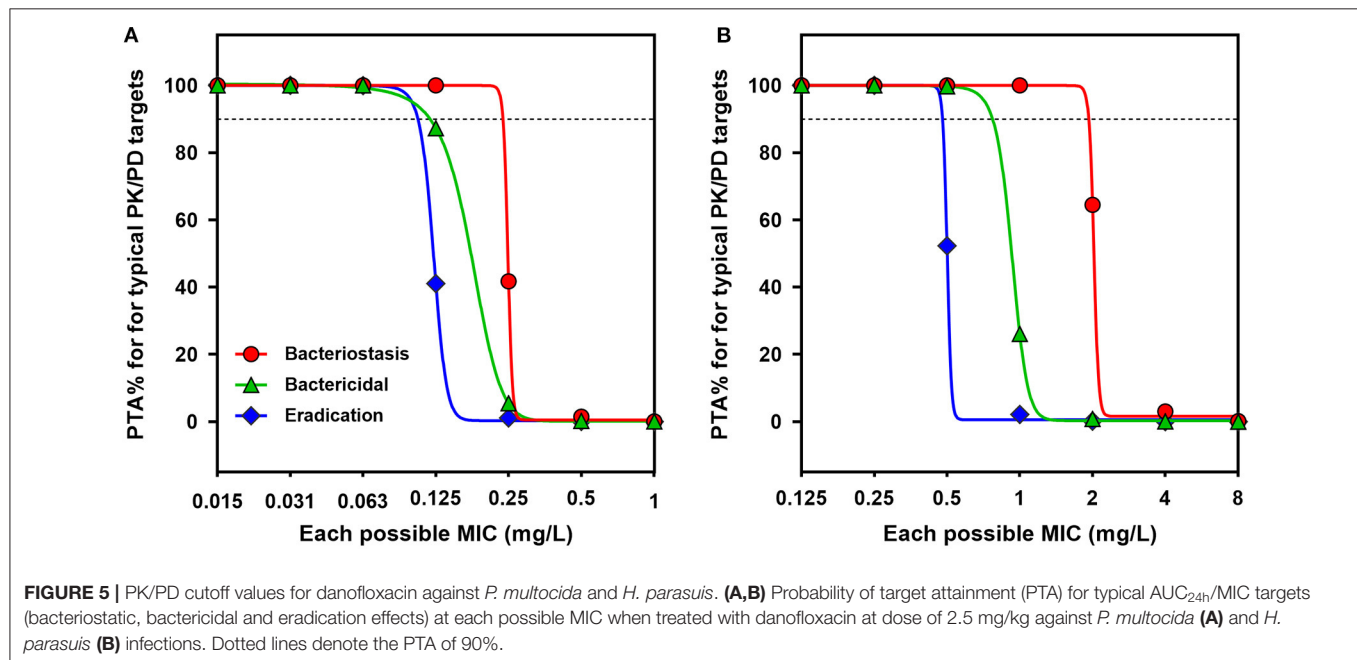 A
B
PTA% for for typical PK/PD targets
100
80
60
40
20
0
Bacteriostasis
Bactericidal
Eradication
0.015 0.031 0.063 0.125 0.25 0.5 1
Each possible MIC (mg/L)
PTA% for for typical PK/PD targets
100
80
60
40
20
0
0.125 0.25 0.5 1 2 4 8
Each possible MIC (mg/L)
FIGURE 5 | PK/PD cutoff values for danofloxacin against P. multocida and H. parasuis. (A,B) Probability of target attainment (PTA) for typical AUC24h/MIC targets
(bacteriostatic, bactericidal and eradication effects) at each possible MIC when treated with danofloxacin at dose of 2.5 mg/kg against P. multocida (A) and H.
parasuis (B) infections. Dotted lines denote the PTA of 90%.